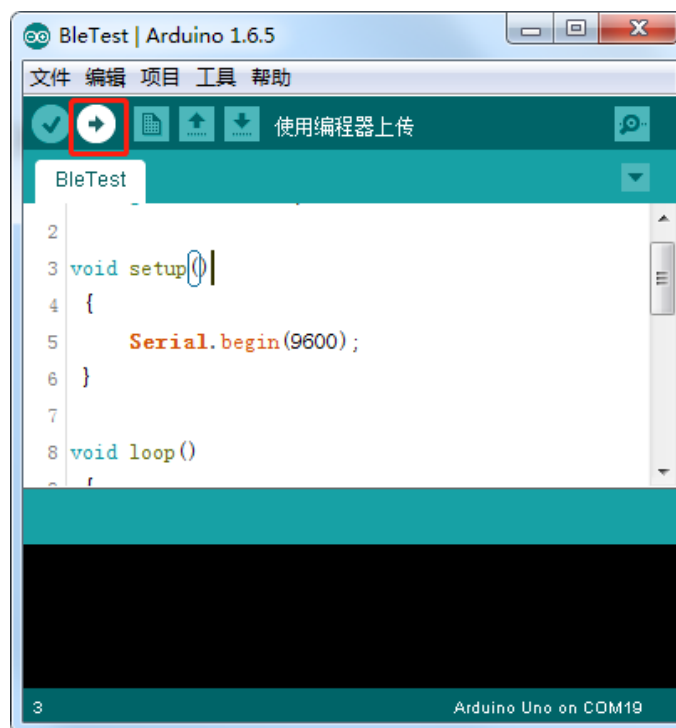 BleTest | Arduino 1.6.5
文件 编辑 项目 工具 帮助
使用编程器上传
BleTest
2
3 void setup()
4 {
5 Serial.begin(9600);
6 }
7
8 void loop()
{
3 Arduino Uno on COM19